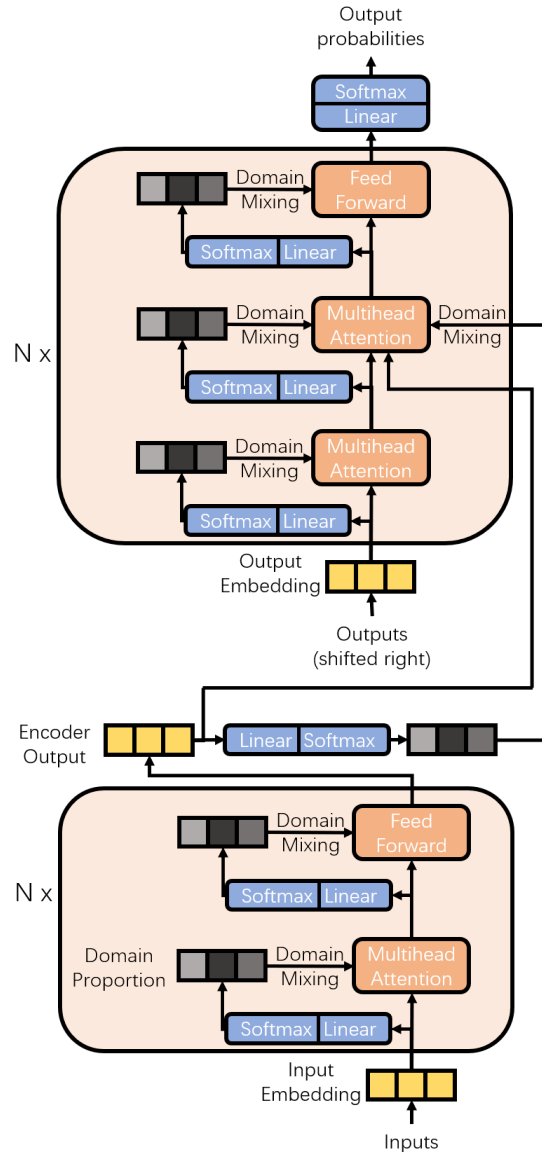 Output
probabilities
Softmax
Linear
Feed
Forward
Domain
Mixing
Softmax Linear
N x
Multihead
Attention
Domain
Mixing
Domain
Mixing
Softmax Linear
Multihead
Attention
Domain
Mixing
Softmax Linear
Output
Embedding
Outputs
(shifted right)
Encoder
Output
Linear Softmax
N x
Feed
Forward
Domain
Mixing
Softmax Linear
Domain
Proportion
Domain
Mixing
Multihead
Attention
Softmax Linear
Input
Embedding
Inputs